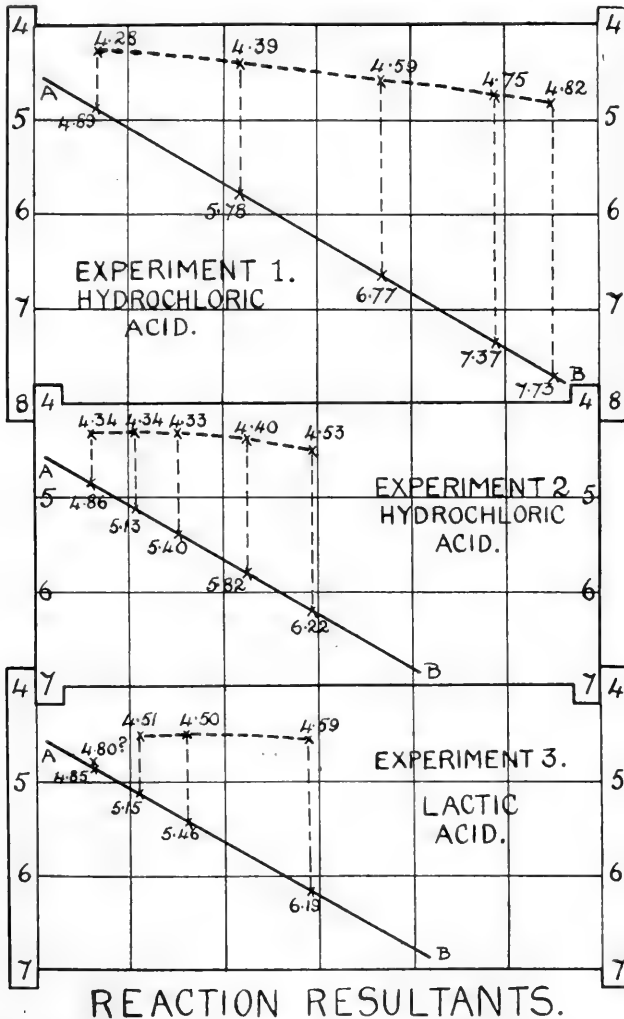 4 4
4.28
4.39
4.59
4.75
4.82
A
4.89
5 5
5.78
6 6
EXPERIMENT 1.
HYDROCHLORIC
ACID.
6.77
7 7
7.37
7.73
B
8 4 4 8
4.34 4.34 4.33 4.40 4.53
A
4.86
5 5
5.13
5.40
5.82
6.22
EXPERIMENT 2
HYDROCHLORIC
ACID.
6 6
B
4 7 7 4
4.51 4.50 4.59
A
4.80?
4.85
5 5
5.15
5.46
6.19
EXPERIMENT 3.
LACTIC
ACID.
6 6
B
7 7
REACTION RESULTANTS.